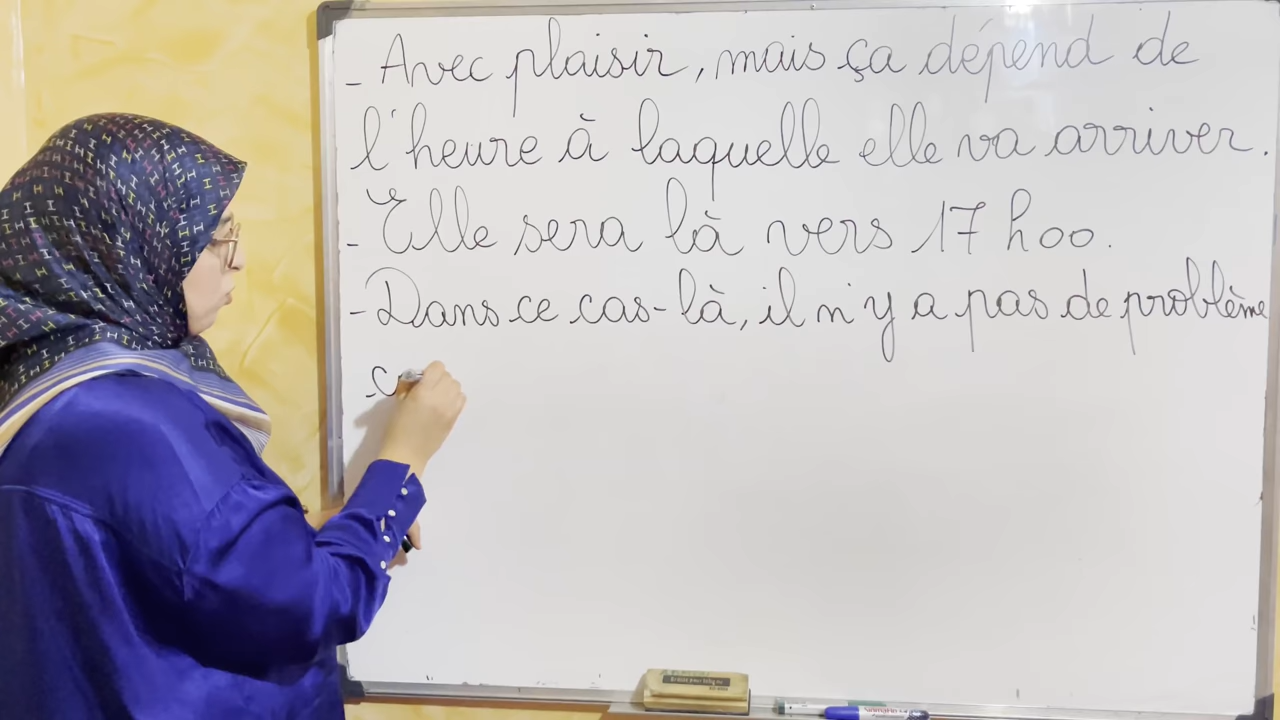 - Avec plaisir, mais ça dépend de
l'heure à laquelle elle va arriver.
- Elle sera là vers 17 h00.
- Dans ce cas-là, il n'y a pas de problème
c